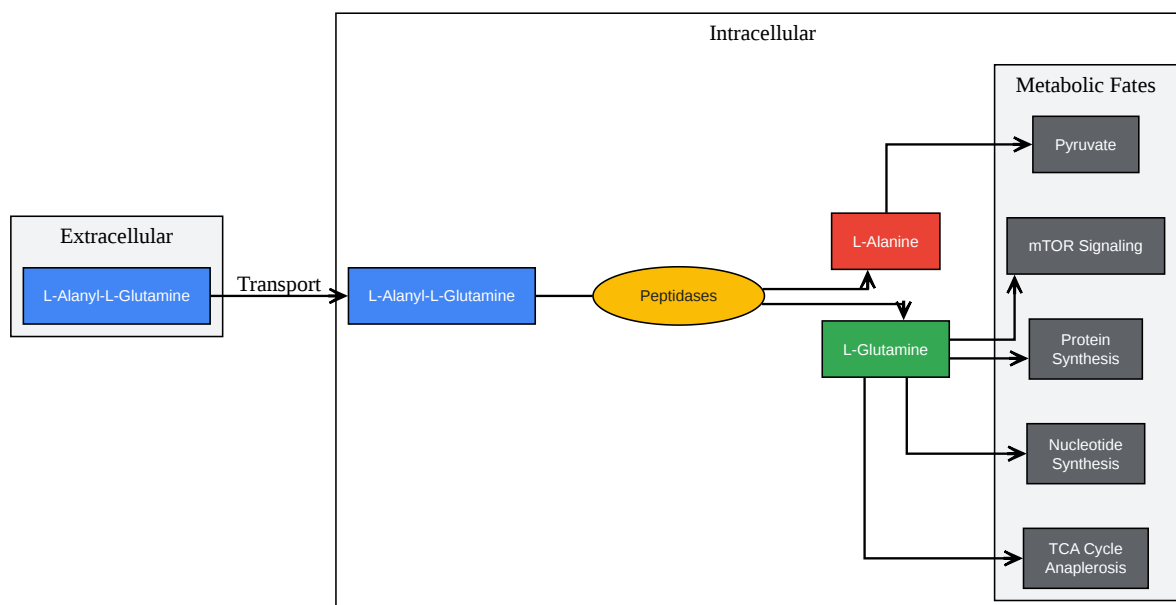 Intracellular
Metabolic Fates
Pyruvate
Extracellular
L-Alanyl-L-Glutamine
Transport
L-Alanyl-L-Glutamine
Peptidases
L-Alanine
L-Glutamine
mTOR Signaling
Protein
Synthesis
Nucleotide
Synthesis
TCA Cycle
Anaplerosis